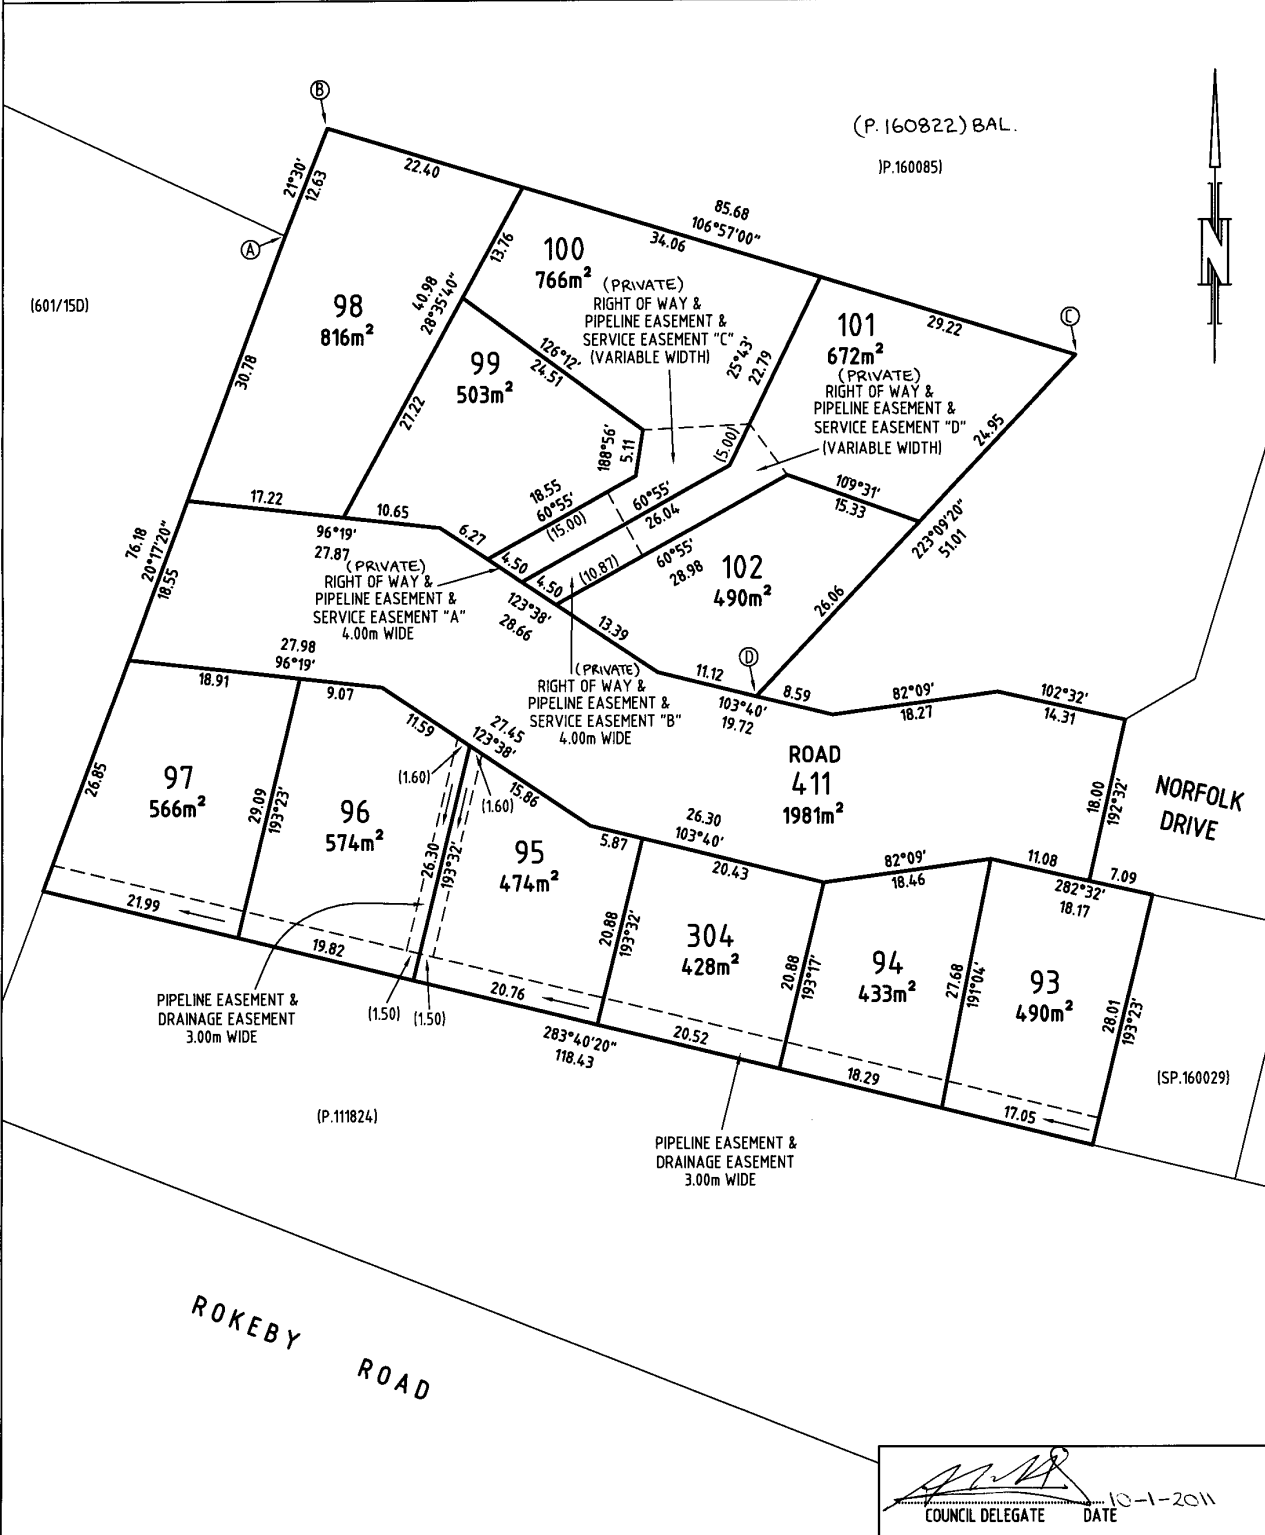 B
(P.160822) BAL.
)P.160085)
N
22.40
21°30'
12.63
85.68
106°57'00"
34.06
A
13.76
100
766m²
(PRIVATE)
RIGHT OF WAY &
PIPELINE EASEMENT &
SERVICE EASEMENT "C"
(VARIABLE WIDTH)
(601/15D)
98
816m²
40.98
28°35'40"
29.22
C
101
672m²
(PRIVATE)
RIGHT OF WAY &
PIPELINE EASEMENT &
SERVICE EASEMENT "D"
(VARIABLE WIDTH)
126°12'
24.51
25°43'
22.79
99
503m²
30.78
27.22
24.95
188°56'
5.11
(5.00)
109°31'
15.33
17.22
10.65
18.55
60°55'
(15.00)
60°55'
26.04
223°09'20"
51.01
96°19'
27.87
6.27
76.18
20°17'20"
18.55
(PRIVATE)
RIGHT OF WAY &
PIPELINE EASEMENT &
SERVICE EASEMENT "A"
4.00m WIDE
4.50
4.50
(10.87)
60°55'
28.98
102
490m²
123°38'
28.66
26.06
13.39
27.98
96°19'
18.91
9.07
(PRIVATE)
RIGHT OF WAY &
PIPELINE EASEMENT &
SERVICE EASEMENT "B"
4.00m WIDE
D
11.12
8.59
103°40'
19.72
82°09'
18.27
102°32'
14.31
11.59
27.45
123°38'
ROAD
411
1981m²
18.00
192°32'
NORFOLK
DRIVE
26.85
97
566m²
29.09
193°23'
96
574m²
(1.60)
(1.60)
15.86
26.30
193°32'
95
474m²
26.30
103°40'
5.87
20.43
82°09'
18.46
11.08
7.09
282°32'
18.17
21.99
19.82
20.88
193°32'
304
428m²
20.88
193°17'
94
433m²
27.68
191°04'
93
490m²
28.01
193°23'
PIPELINE EASEMENT &
DRAINAGE EASEMENT
3.00m WIDE
(1.50)
(1.50)
20.76
283°40'20"
118.43
20.52
18.29
17.05
(SP.160029)
(P.111824)
PIPELINE EASEMENT &
DRAINAGE EASEMENT
3.00m WIDE
ROKEBY ROAD
10-1-2011
COUNCIL DELEGATE DATE